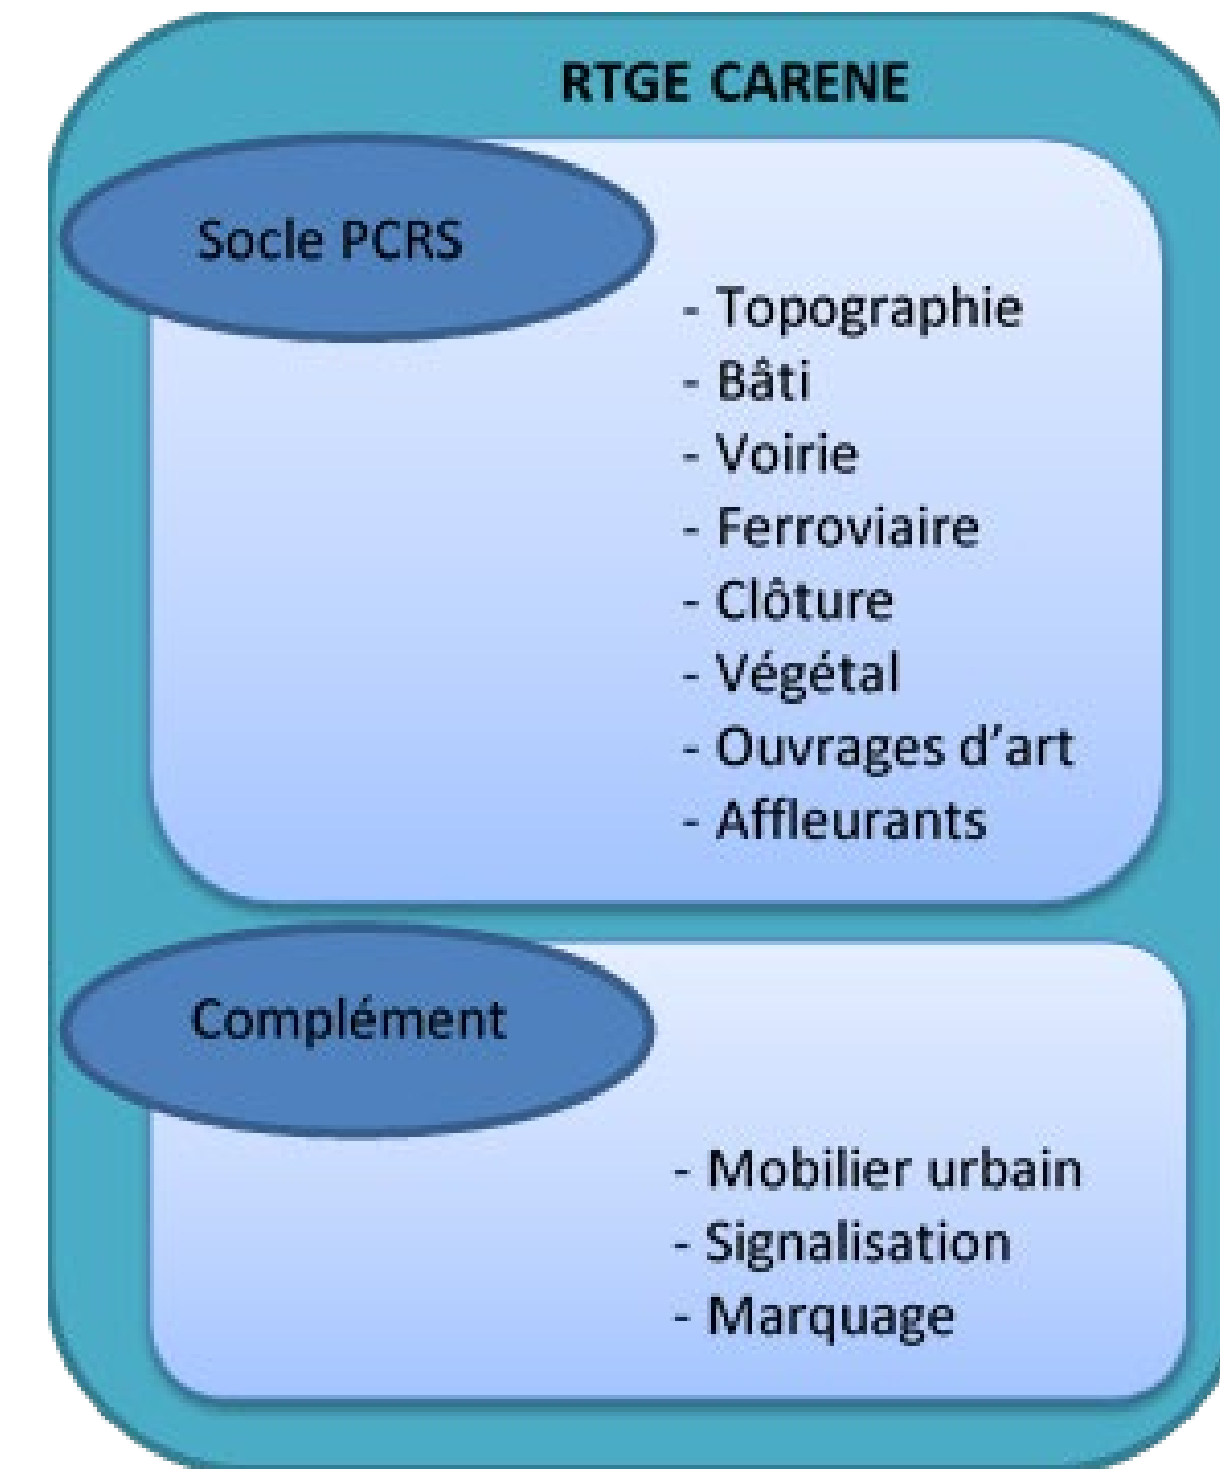 RTGE CARENE
Socle PCRS
- Topographie
- Bâti
- Voirie
- Ferroviaire
- Clôture
- Végétal
- Ouvrages d’art
- Affleurants
Complément
- Mobilier urbain
- Signalisation
- Marquage